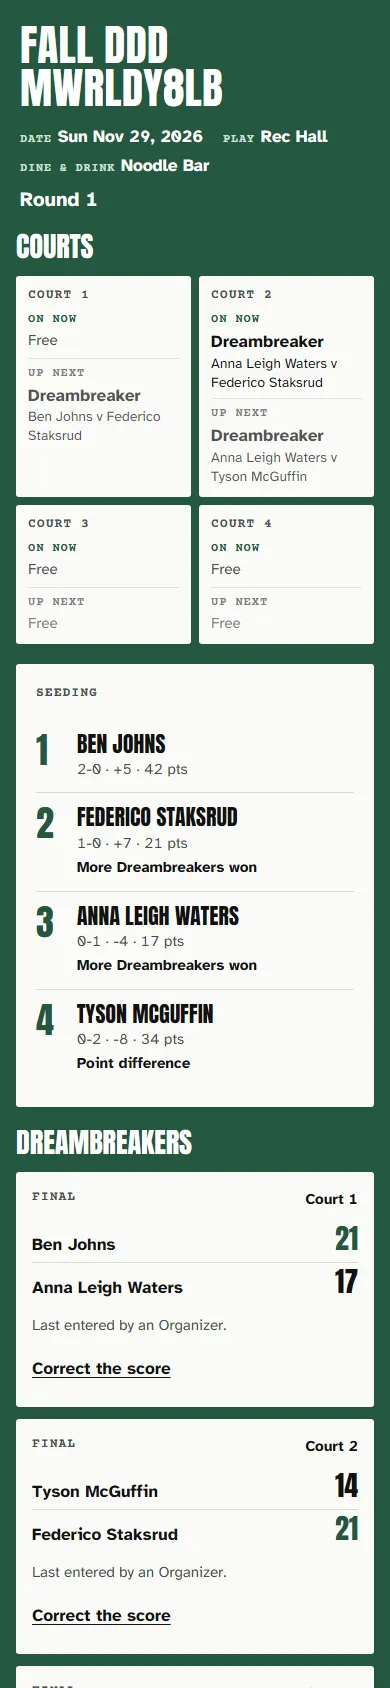 FALL DDD
MWRLDY8LB
DATE Sun Nov 29, 2026 PLAY Rec Hall
DINE & DRINK Noodle Bar
Round 1
COURTS
COURT 1
ON NOW
Free
UP NEXT
Dreambreaker
Ben Johns v Federico
Staksrud
COURT 2
ON NOW
Dreambreaker
Anna Leigh Waters v
Federico Staksrud
UP NEXT
Dreambreaker
Anna Leigh Waters v
Tyson McGuffin
COURT 3
ON NOW
Free
UP NEXT
Free
COURT 4
ON NOW
Free
UP NEXT
Free
SEEDING
1 BEN JOHNS
2-0 · +5 · 42 pts
2 FEDERICO STAKSRUD
1-0 · +7 · 21 pts
More Dreambreakers won
3 ANNA LEIGH WATERS
0-1 · -4 · 17 pts
More Dreambreakers won
4 TYSON MCGUFFIN
0-2 · -8 · 34 pts
Point difference
DREAMBREAKERS
FINAL Court 1
Ben Johns 21
Anna Leigh Waters 17
Last entered by an Organizer.
Correct the score
FINAL Court 2
Tyson McGuffin 14
Federico Staksrud 21
Last entered by an Organizer.
Correct the score